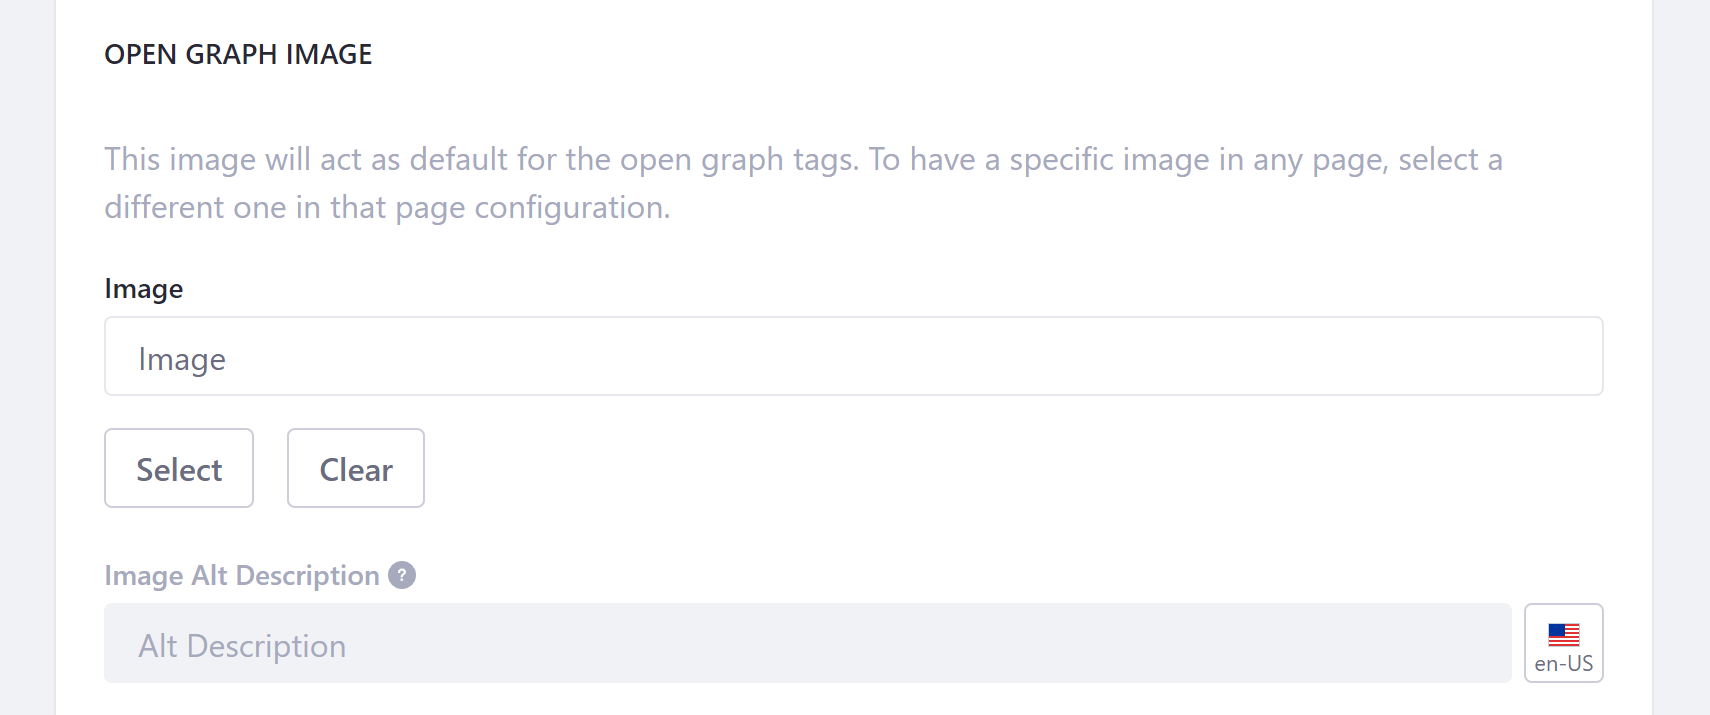 OPEN GRAPH IMAGE
This image will act as default for the open graph tags. To have a specific image in any page, select a
different one in that page configuration.
Image
Image
Select Clear
Image Alt Description ?
Alt Description
en-US